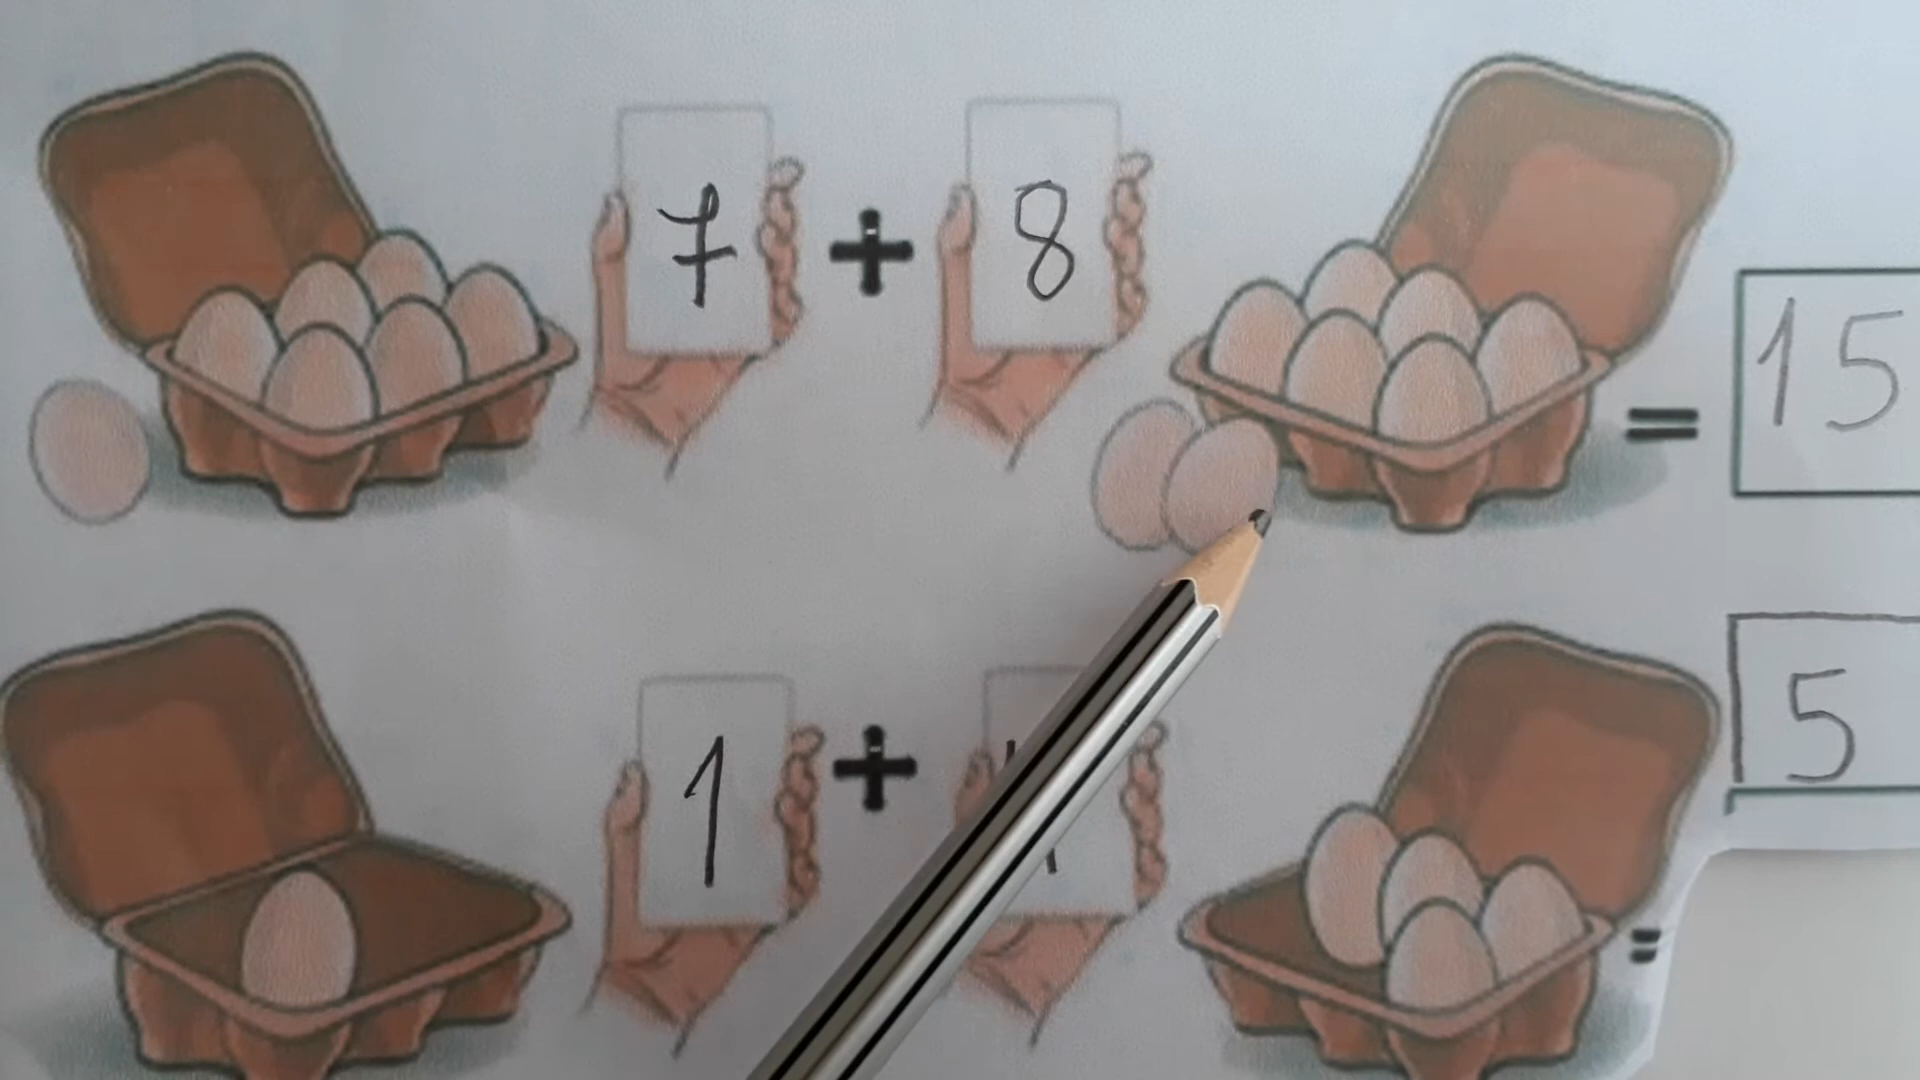 7 + 8 = 15
1 + = 5